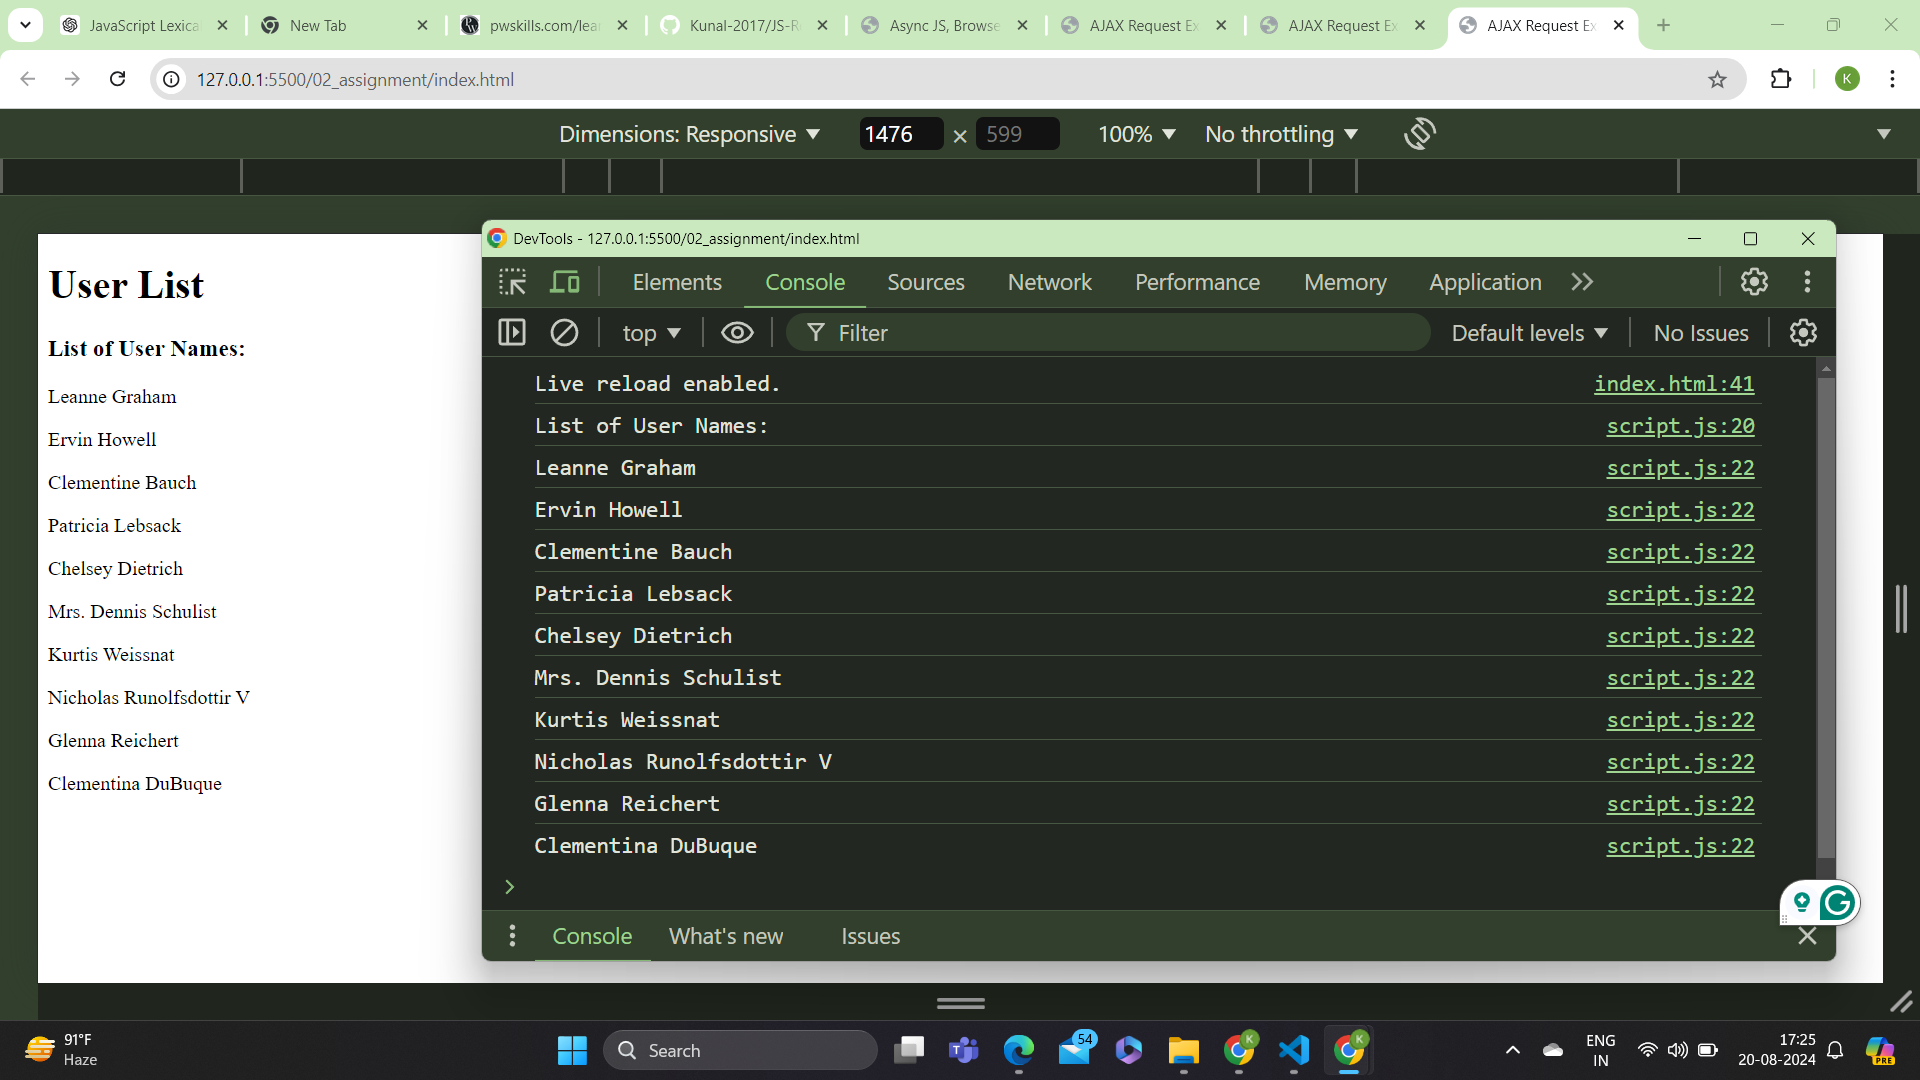 JavaScript Lexica
New Tab
pwskills.com/lear
Kunal-2017/JS-R
Async JS, Browse
AJAX Request Ex
AJAX Request Ex
AJAX Request Ex
127.0.0.1:5500/02_assignment/index.html
K
Dimensions: Responsive
1476 × 599
100%
No throttling
User List
List of User Names:
Leanne Graham
Ervin Howell
Clementine Bauch
Patricia Lebsack
Chelsey Dietrich
Mrs. Dennis Schulist
Kurtis Weissnat
Nicholas Runolfsdottir V
Glenna Reichert
Clementina DuBuque
DevTools - 127.0.0.1:5500/02_assignment/index.html
Elements Console Sources Network Performance Memory Application
top Filter Default levels No Issues
Live reload enabled. index.html:41
List of User Names: script.js:20
Leanne Graham script.js:22
Ervin Howell script.js:22
Clementine Bauch script.js:22
Patricia Lebsack script.js:22
Chelsey Dietrich script.js:22
Mrs. Dennis Schulist script.js:22
Kurtis Weissnat script.js:22
Nicholas Runolfsdottir V script.js:22
Glenna Reichert script.js:22
Clementina DuBuque script.js:22
Console What's new Issues
91°F
Haze
Search
54
K
K
ENG
IN
17:25
20-08-2024
PRE